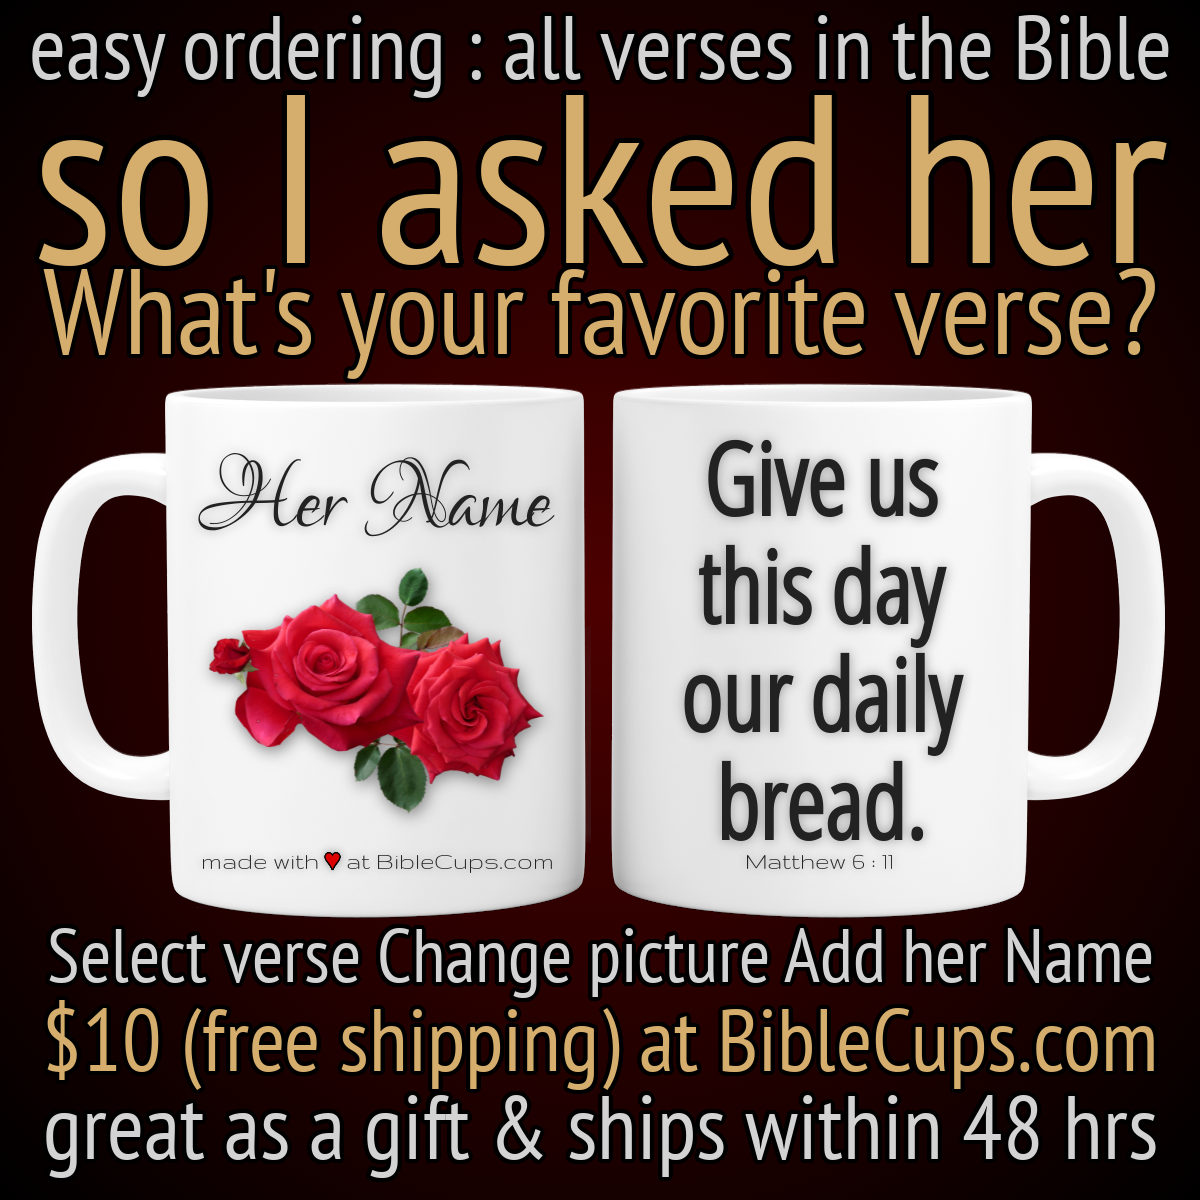 easy ordering : all verses in the Bible
so I asked her
What's your favorite verse?
Her Name
made with ♥ at BibleCups.com
Give us
this day
our daily
bread.
Matthew 6 : 11
Select verse Change picture Add her Name
$10 (free shipping) at BibleCups.com
great as a gift & ships within 48 hrs